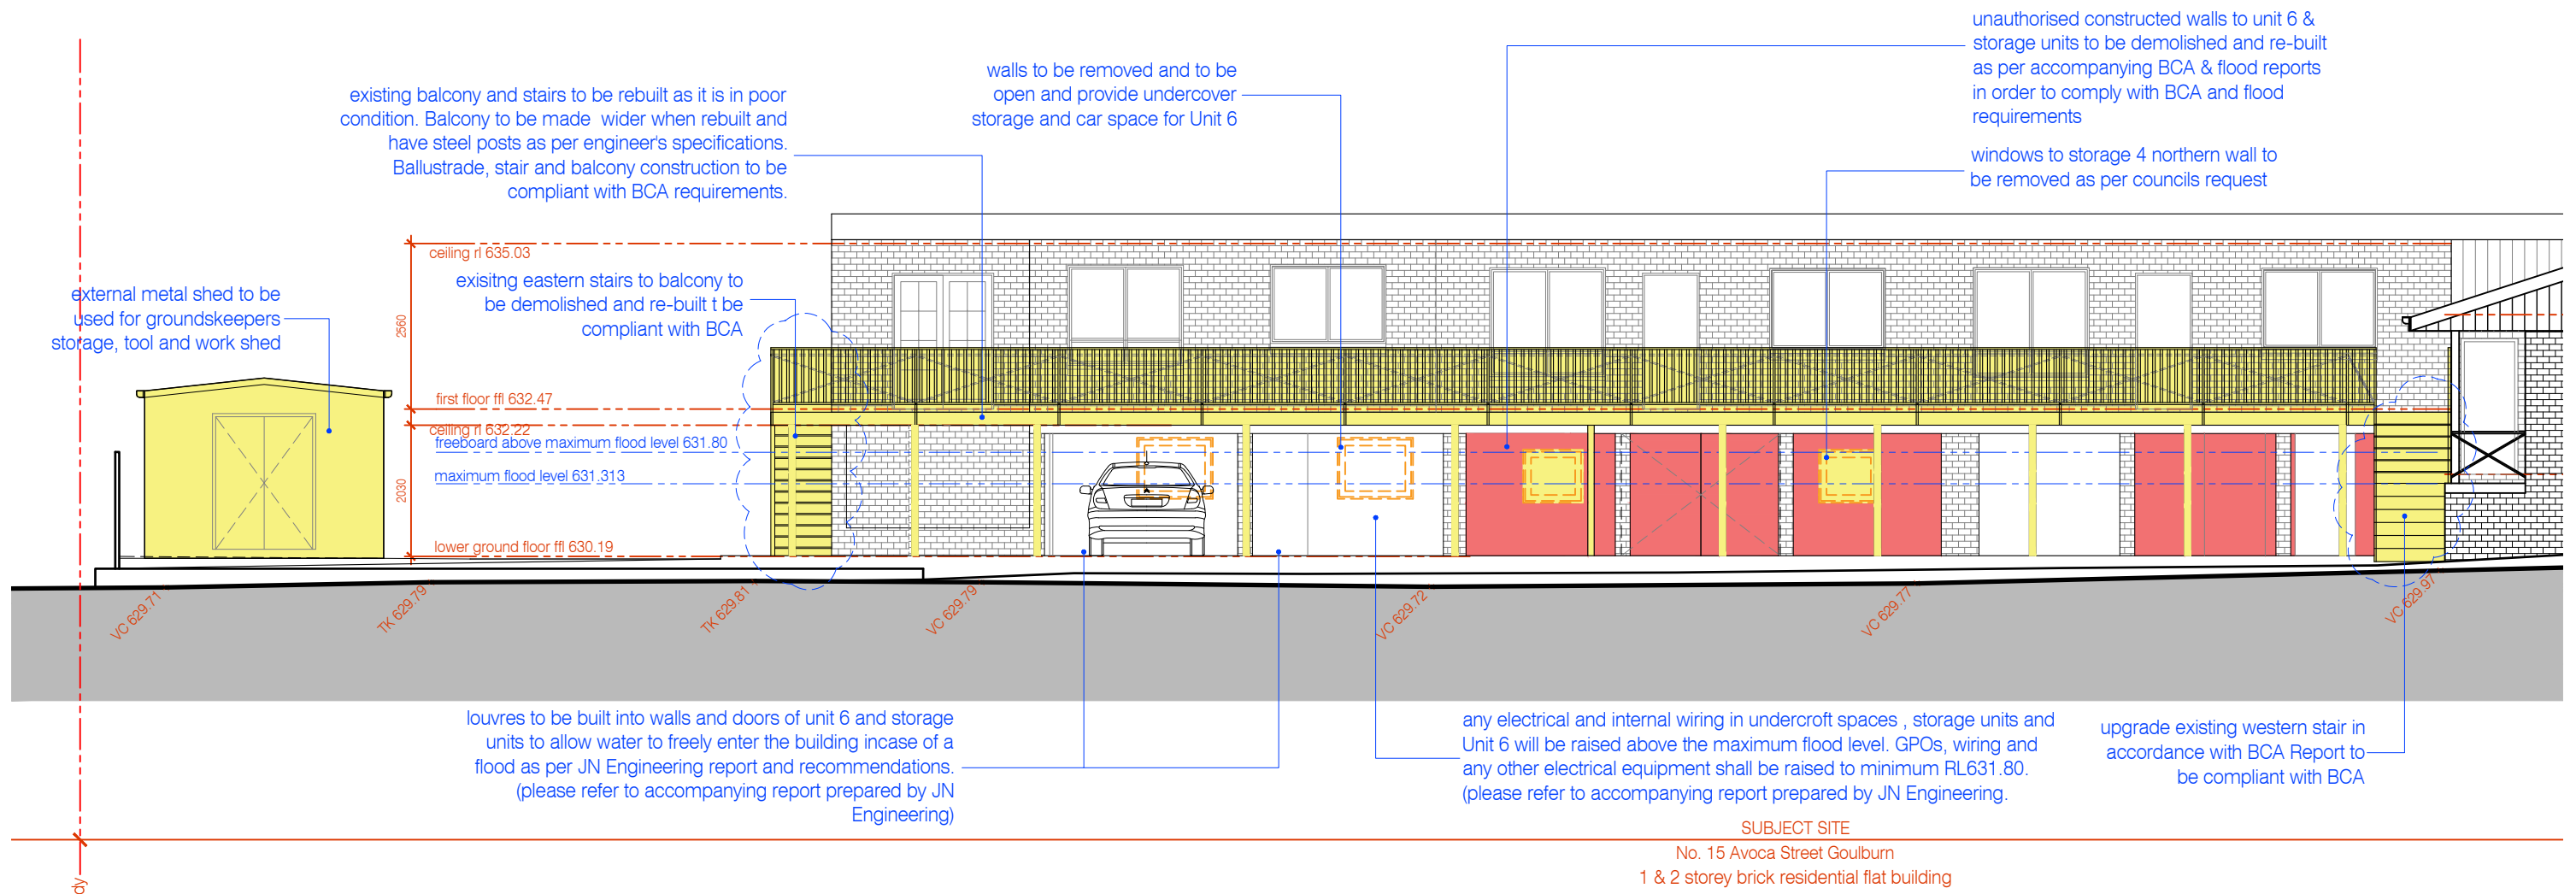 unauthorised constructed walls to unit 6 &
storage units to be demolished and re-built
as per accompanying BCA & flood reports
in order to comply with BCA and flood
requirements
walls to be removed and to be
open and provide undercover
storage and car space for Unit 6
existing balcony and stairs to be rebuilt as it is in poor
condition. Balcony to be made wider when rebuilt and
have steel posts as per engineer's specifications.
Ballustrade, stair and balcony construction to be
compliant with BCA requirements.
windows to storage 4 northern wall to
be removed as per councils request
ceiling rl 635.03
exisitng eastern stairs to balcony to
be demolished and re-built t be
compliant with BCA
external metal shed to be
used for groundskeepers
storage, tool and work shed
2560
first floor ffl 632.47
ceiling rl 632.22
freeboard above maximum flood level 631.80
maximum flood level 631.313
2030
lower ground floor ffl 630.19
VC 629.71
TK 629.79
TK 629.81
VC 629.79
VC 629.72
VC 629.77
VC 629.97
louvres to be built into walls and doors of unit 6 and storage
units to allow water to freely enter the building incase of a
flood as per JN Engineering report and recommendations.
(please refer to accompanying report prepared by JN
Engineering)
any electrical and internal wiring in undercroft spaces , storage units and
Unit 6 will be raised above the maximum flood level. GPOs, wiring and
any other electrical equipment shall be raised to minimum RL631.80.
(please refer to accompanying report prepared by JN Engineering.
upgrade existing western stair in
accordance with BCA Report to
be compliant with BCA
SUBJECT SITE
No. 15 Avoca Street Goulburn
1 & 2 storey brick residential flat building
dy